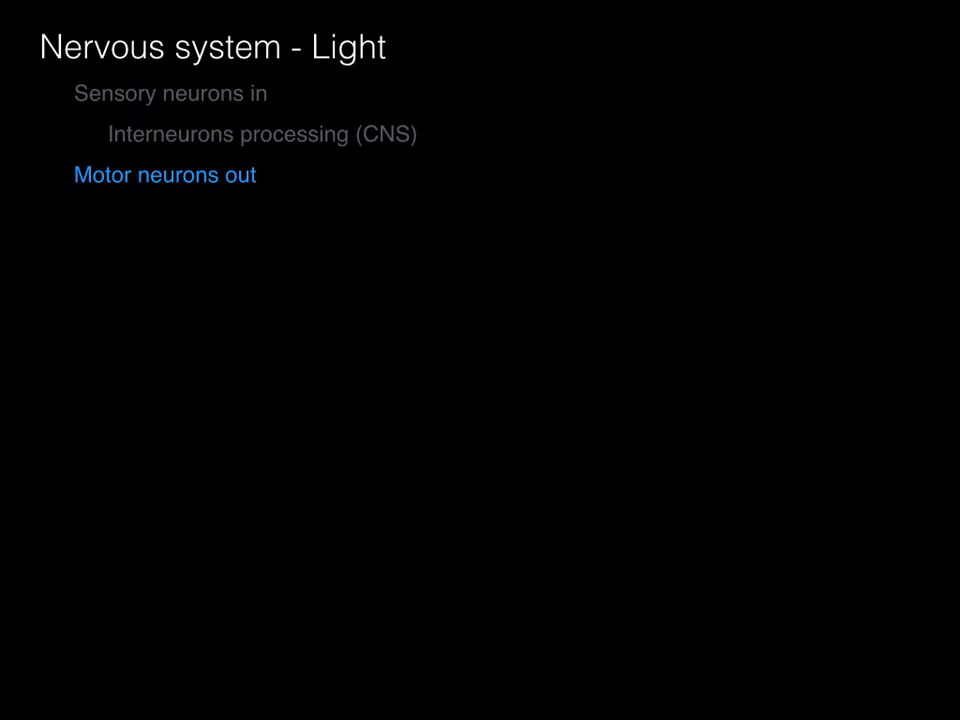 Nervous system - Light
Sensory neurons in
Interneurons processing (CNS)
Motor neurons out